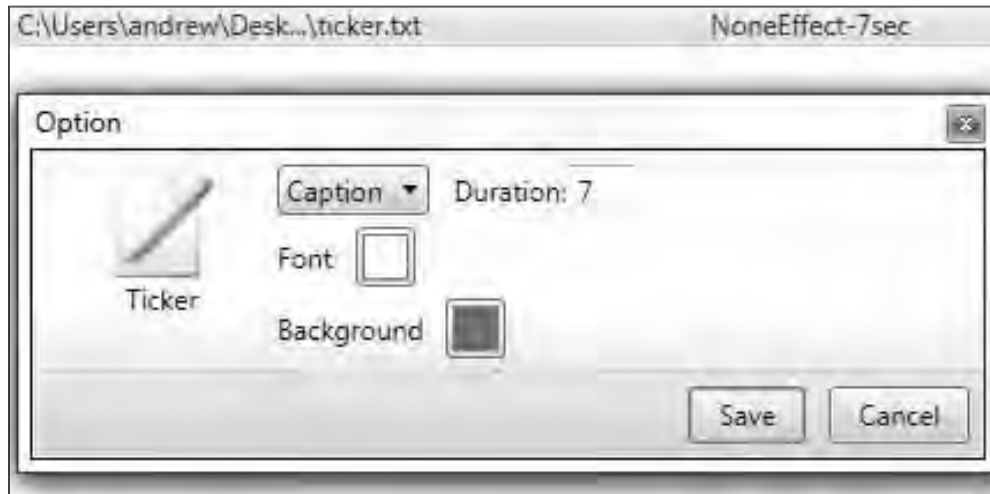 C:\Users\andrew\Desk...\ticker.txt NoneEffect-7sec
Option
Caption Duration: 7
Font
Ticker
Background
Save Cancel